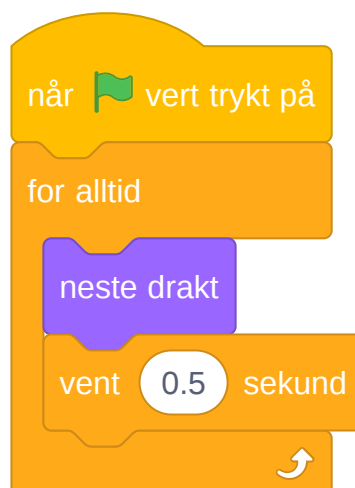 når vert trykt på
for alltid
neste drakt
vent 0.5 sekund